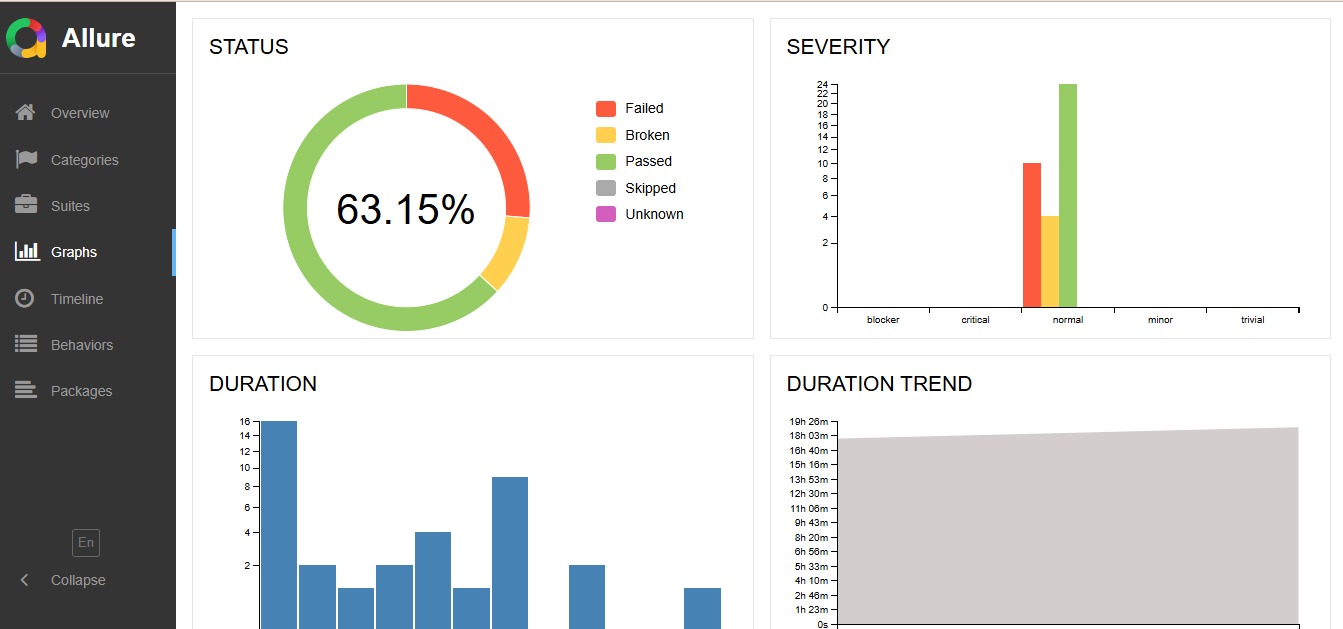 Allure
Overview
Categories
Suites
Graphs
Timeline
Behaviors
Packages
En
Collapse
STATUS
63.15%
Failed
Broken
Passed
Skipped
Unknown
SEVERITY
24
22
20
18
16
14
12
10
8
6
4
2
0
blocker critical normal minor trivial
DURATION
16
14
12
10
8
6
4
2
DURATION TREND
19h 26m
18h 03m
16h 40m
15h 16m
13h 53m
12h 30m
11h 06m
9h 43m
8h 20m
6h 56m
5h 33m
4h 10m
2h 46m
1h 23m
0s